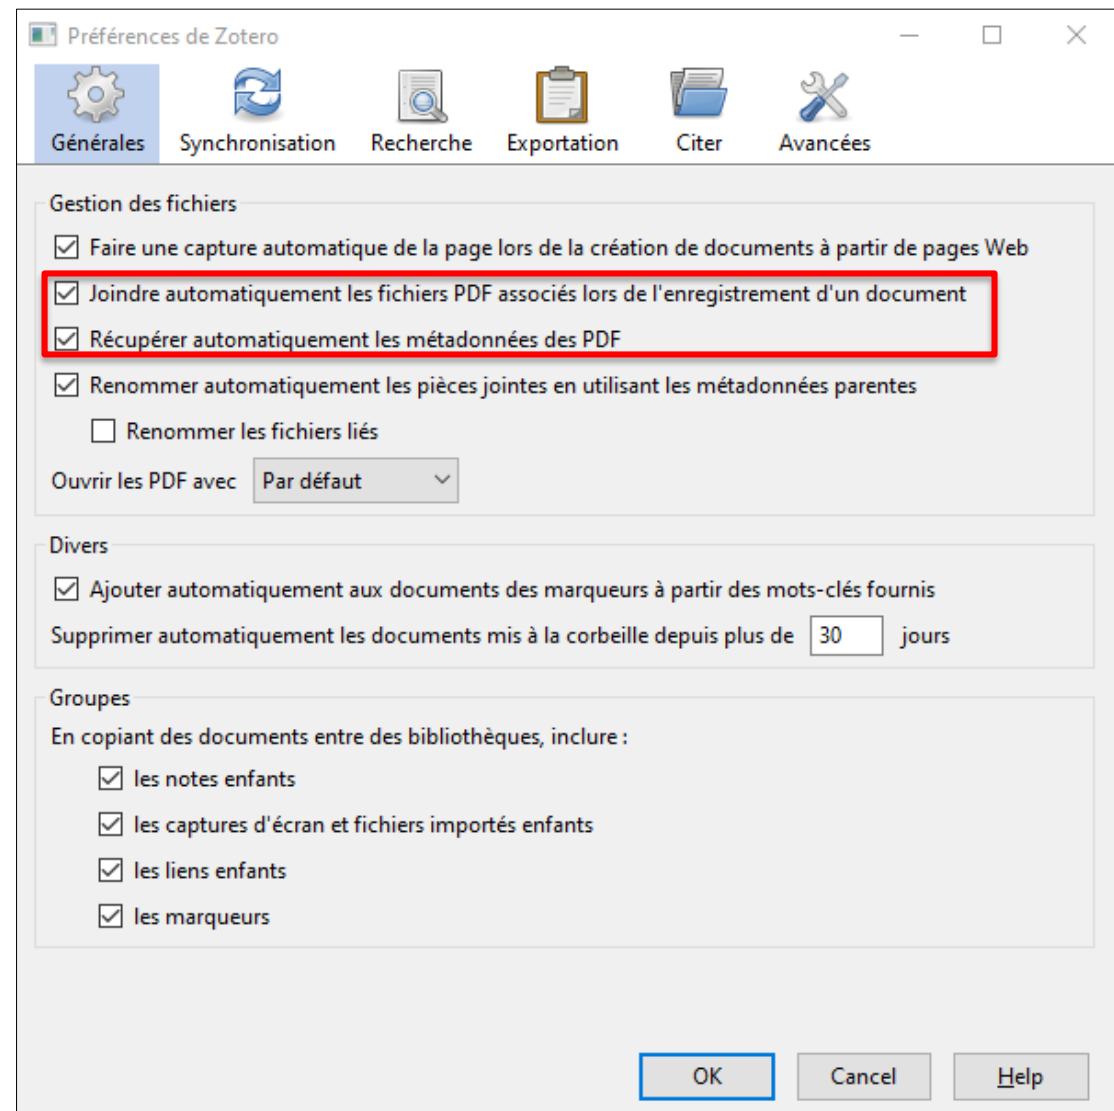 Préférences de Zotero
Générales Synchronisation Recherche Exportation Citer Avancées
Gestion des fichiers
Faire une capture automatique de la page lors de la création de documents à partir de pages Web
Joindre automatiquement les fichiers PDF associés lors de l'enregistrement d'un document
Récupérer automatiquement les métadonnées des PDF
Renommer automatiquement les pièces jointes en utilisant les métadonnées parentes
Renommer les fichiers liés
Ouvrir les PDF avec Par défaut
Divers
Ajouter automatiquement aux documents des marqueurs à partir des mots-clés fournis
Supprimer automatiquement les documents mis à la corbeille depuis plus de 30 jours
Groupes
En copiant des documents entre des bibliothèques, inclure :
les notes enfants
les captures d'écran et fichiers importés enfants
les liens enfants
les marqueurs
OK Cancel Help